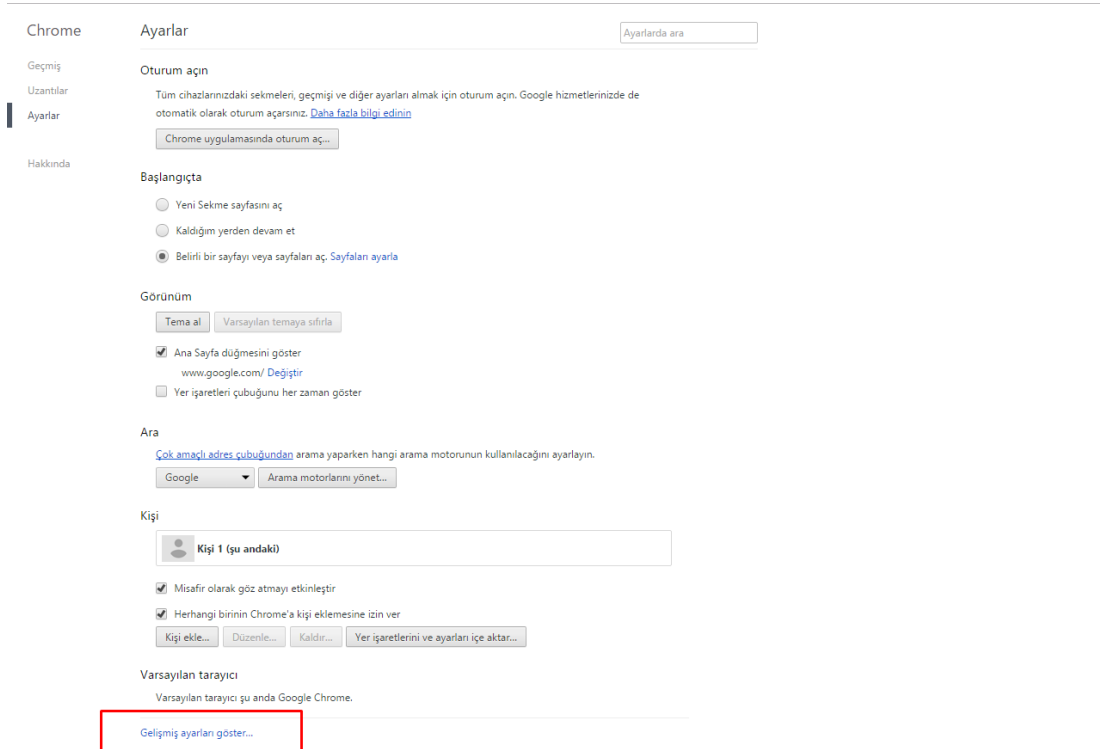 Chrome
Geçmiş
Uzantılar
Ayarlar
Hakkında
Ayarlar
Ayarlarda ara
Oturum açın
Tüm cihazlarınızdaki sekmeleri, geçmişi ve diğer ayarları almak için oturum açın. Google hizmetlerinizde de
otomatik olarak oturum açarsınız. Daha fazla bilgi edinin
Chrome uygulamasında oturum aç...
Başlangıçta
Yeni Sekme sayfasını aç
Kaldığım yerden devam et
Belirli bir sayfayı veya sayfaları aç. Sayfaları ayarla
Görünüm
Tema al
Varsayılan temaya sıfırla
Ana Sayfa düğmesini göster
www.google.com/ Değiştir
Yer işaretleri çubuğunu her zaman göster
Ara
Çok amaçlı adres çubuğundan arama yaparken hangi arama motorunun kullanılacağını ayarlayın.
Google
Arama motorlarını yönet...
Kişi
Kişi 1 (şu andaki)
Misafir olarak göz atmayı etkinleştir
Herhangi birinin Chrome'a kişi eklemesine izin ver
Kişi ekle...
Düzenle...
Kaldır...
Yer işaretlerini ve ayarları içe aktar...
Varsayılan tarayıcı
Varsayılan tarayıcı şu anda Google Chrome.
Gelişmiş ayarları göster...